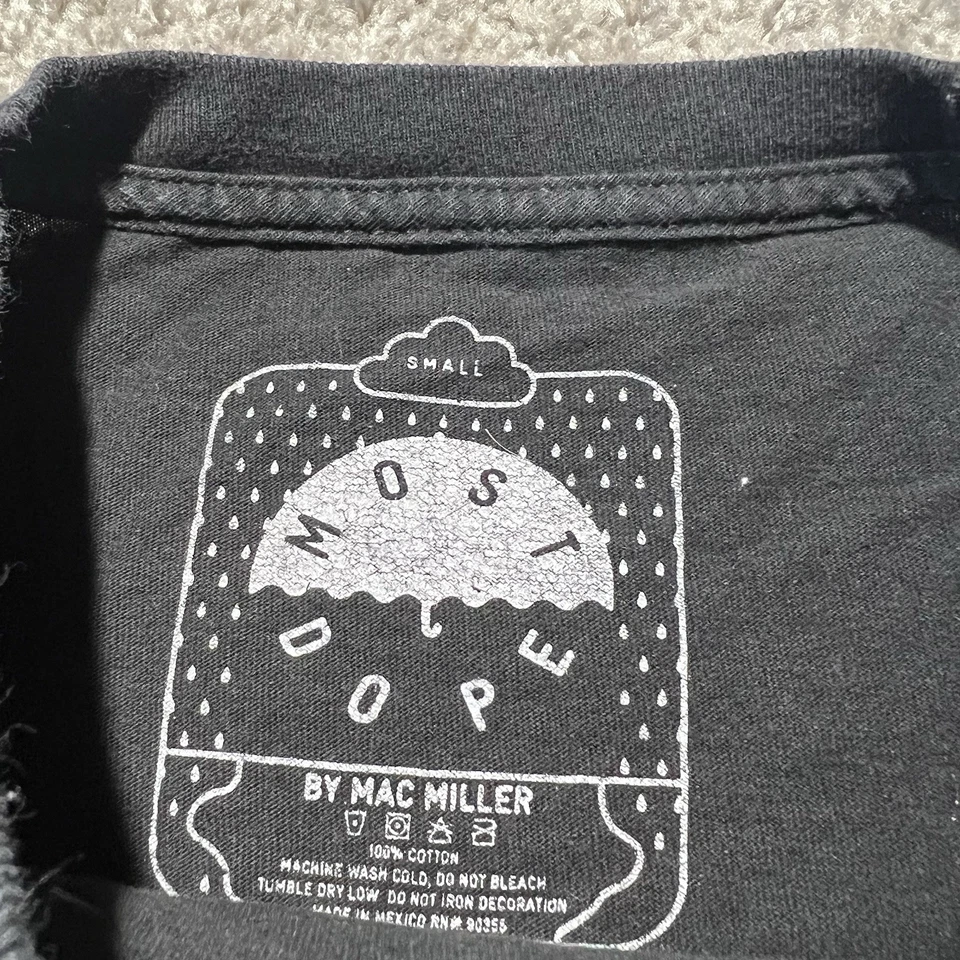 SMALL
MOST
DOPE
BY MAC MILLER
100% COTTON
MACHINE WASH COLD, DO NOT BLEACH
TUMBLE DRY LOW DO NOT IRON DECORATION
MADE IN MEXICO RN# 90356